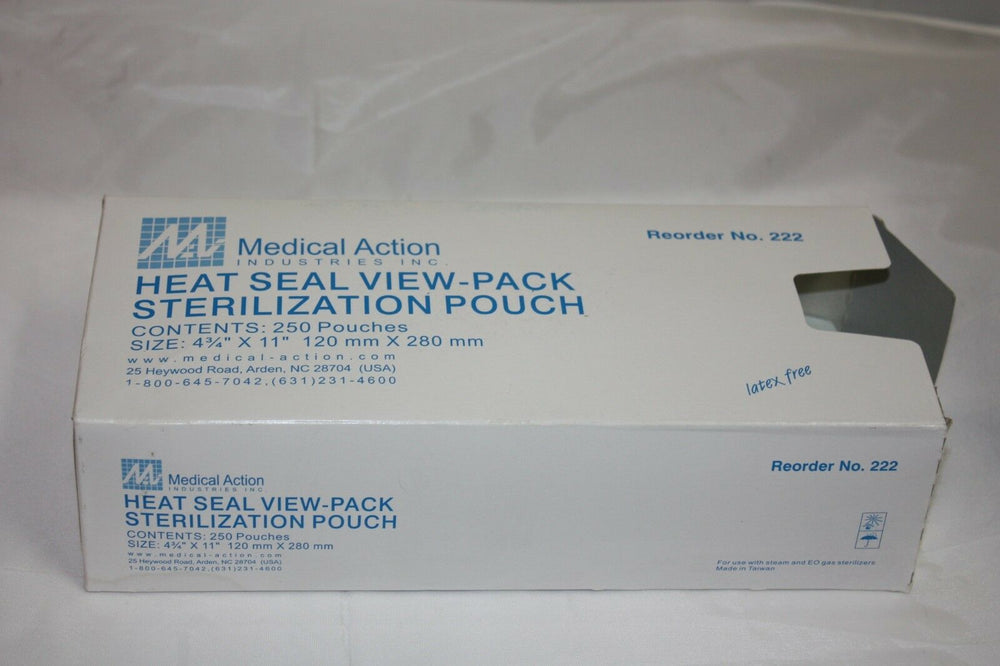 Medical Action
INDUSTRIES INC.
Reorder No. 222
HEAT SEAL VIEW-PACK
STERILIZATION POUCH
CONTENTS: 250 Pouches
SIZE: 4¾" X 11" 120 mm X 280 mm
www.medical-action.com
25 Heywood Road, Arden, NC 28704 (USA)
1-800-645-7042,(631)231-4600
latex free
Medical Action
INDUSTRIES INC
Reorder No. 222
HEAT SEAL VIEW-PACK
STERILIZATION POUCH
CONTENTS: 250 Pouches
SIZE: 4¾" X 11" 120 mm X 280 mm
www.medical-action.com
25 Heywood Road, Arden, NC 28704 (USA)
1-800-645-7042,(631)231-4600
For use with steam and EO gas sterilizers
Made in Taiwan